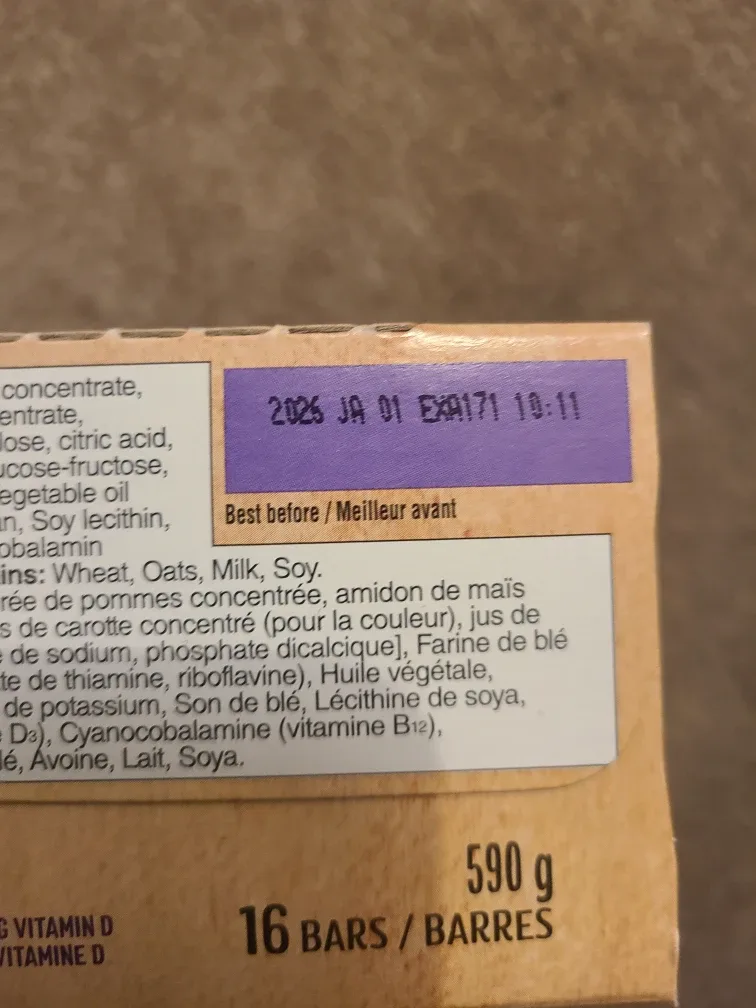 concentrate,
entrate,
lose, citric acid,
ucose-fructose,
egetable oil
an, Soy lecithin,
obalamin
ins: Wheat, Oats, Milk, Soy.
2026 JA 01 EXA171 10:11
Best before / Meilleur avant
rée de pommes concentrée, amidon de maïs
s de carotte concentré (pour la couleur), jus de
de sodium, phosphate dicalcique], Farine de blé
te de thiamine, riboflavine), Huile végétale,
de potassium, Son de blé, Lécithine de soya,
D3), Cyanocobalamine (vitamine B12),
lé, Avoine, Lait, Soya.
590 g
16 BARS / BARRES
G VITAMIN D
VITAMINE D